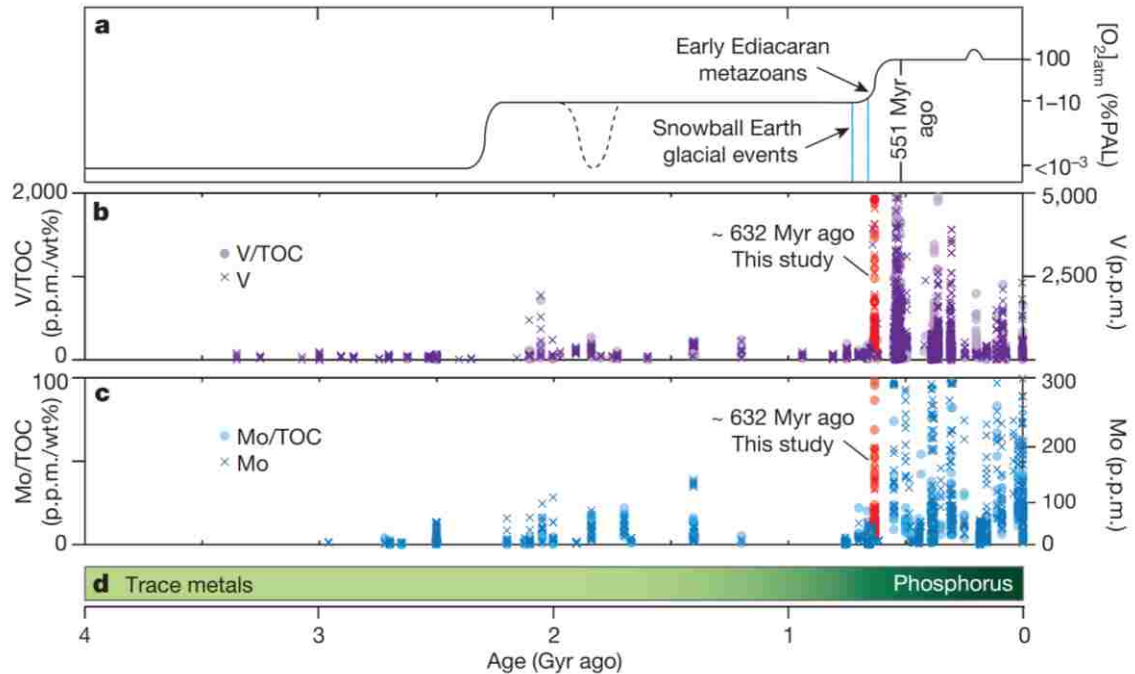 a
Early Ediacaran
metazoans
Snowball Earth
glacial events
551 Myr
ago
100
1–10
<10⁻³
[O₂]atm (%PAL)
2,000
b
V/TOC
V
~ 632 Myr ago
This study
5,000
2,500
V/TOC
(p.p.m./wt%)
V (p.p.m.)
0
0
100
c
Mo/TOC
Mo
~ 632 Myr ago
This study
300
200
100
Mo/TOC
(p.p.m./wt%)
Mo (p.p.m.)
0
0
d Trace metals
Phosphorus
4 3 2 1 0
Age (Gyr ago)